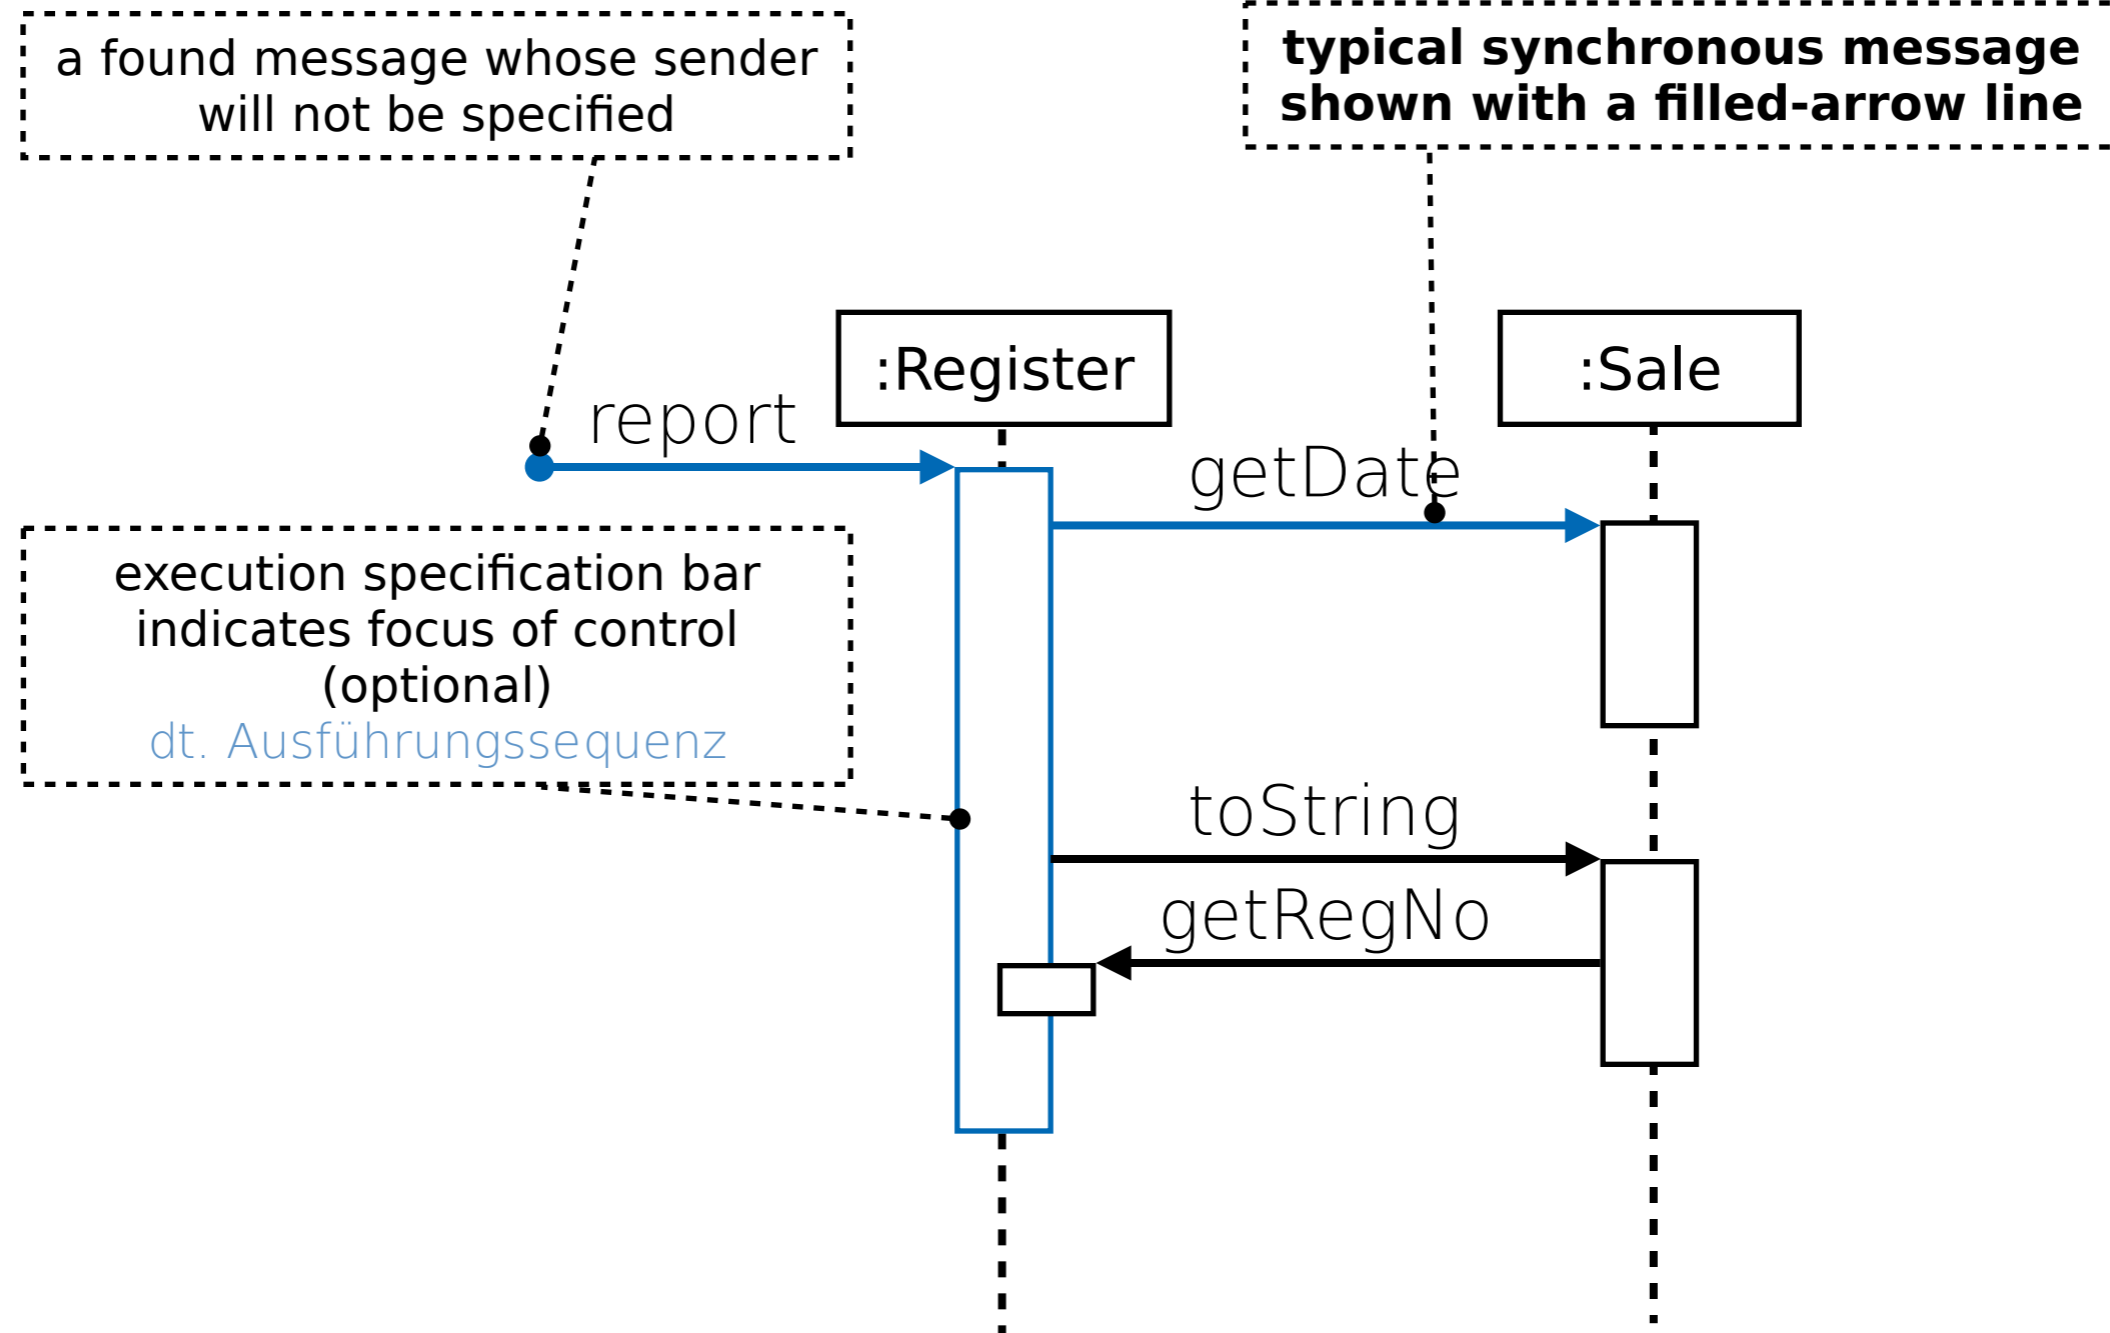 a found message whose sender
will not be specified
typical synchronous message
shown with a filled-arrow line
:Register
:Sale
report
getDate
execution specification bar
indicates focus of control
(optional)
dt. Ausführungssequenz
toString
getRegNo